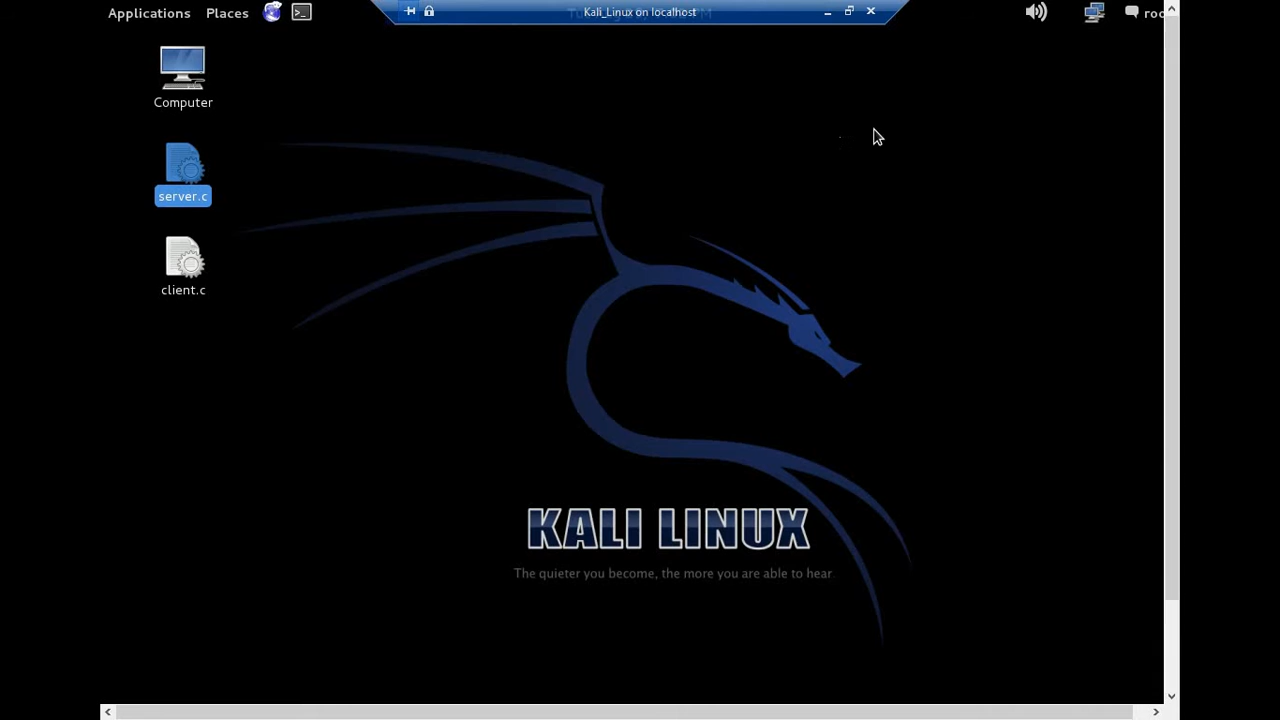 Applications Places Kali_Linux on localhost roo
Computer
server.c
client.c
KALI LINUX
The quieter you become, the more you are able to hear